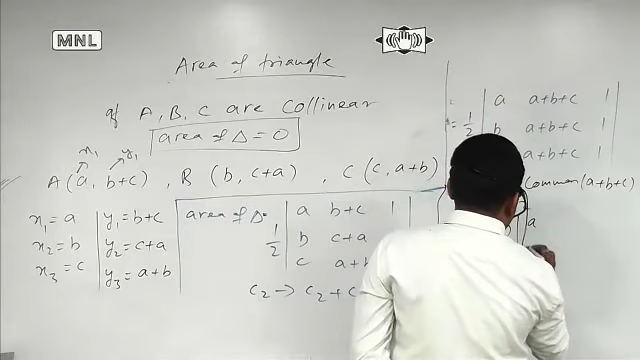 MNL
Area of triangle
If A, B, C are Collinear
area of Δ = 0
x₁ y₁
A (a, b+c) , B (b, c+a) , C (c, a+b)
x₁ = a y₁ = b+c
x₂ = b y₂ = c+a
x₃ = c y₃ = a+b
area of Δ =
1/2
a b+c 1
b c+a
c a+b
C₂ → C₂ + C
= 1/2
a a+b+c 1
b a+b+c 1
a+b+c 1
Common (a+b+c)
a